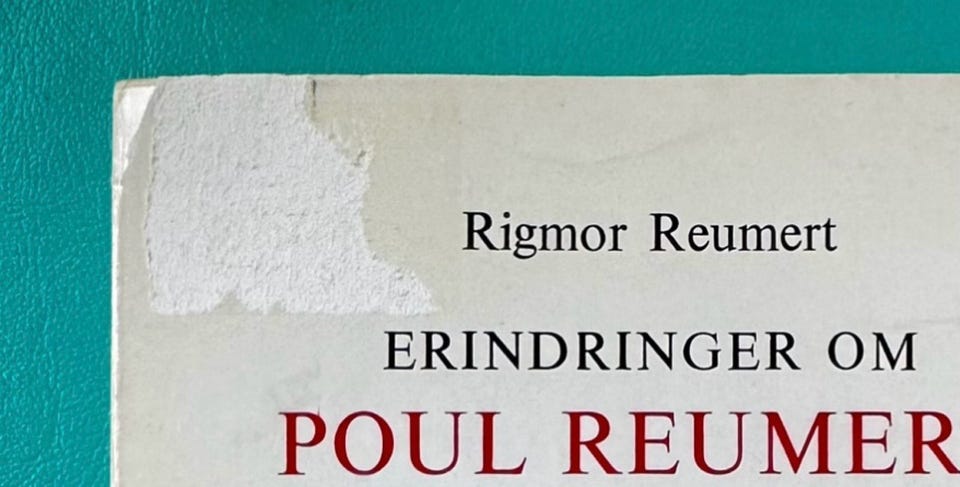 Rigmor Reumert
ERINDRINGER OM
POUL REUMER